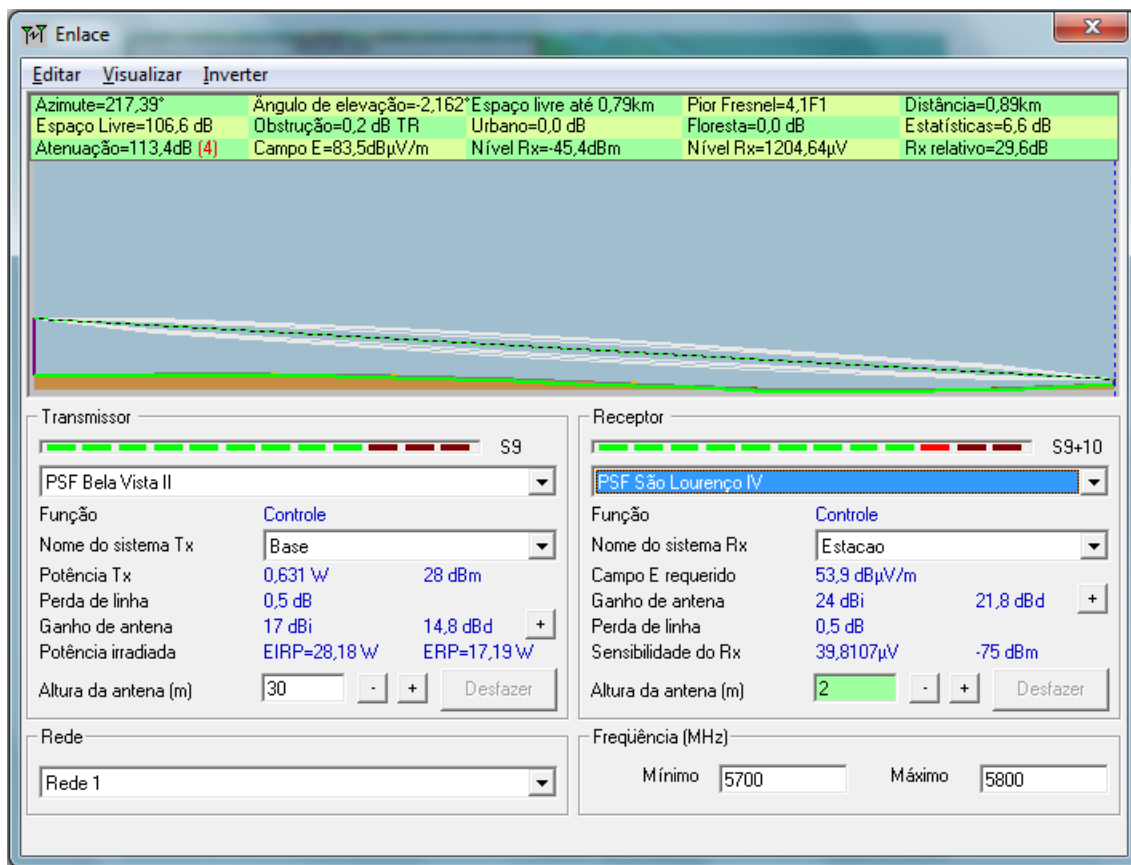 Enlace
Editar Visualizar Inverter
Azimute=217,39° Ângulo de elevação=-2,162° Espaço livre até 0,79km Pior Fresnel=4,1F1 Distância=0,89km
Espaço Livre=106,6 dB Obstrução=0,2 dB TR Urbano=0,0 dB Floresta=0,0 dB Estatísticas=6,6 dB
Atenuação=113,4dB (4) Campo E=83,5dBµV/m Nível Rx=-45,4dBm Nível Rx=1204,64µV Rx relativo=29,6dB
Transmissor
S9
PSF Bela Vista II
Função Controle
Nome do sistema Tx Base
Potência Tx 0,631 W 28 dBm
Perda de linha 0,5 dB
Ganho de antena 17 dBi 14,8 dBd +
Potência irradiada EIRP=28,18 W ERP=17,19 W
Altura da antena (m) 30 - + Desfazer
Receptor
S9+10
PSF São Lourenço IV
Função Controle
Nome do sistema Rx Estacao
Campo E requerido 53,9 dBµV/m
Ganho de antena 24 dBi 21,8 dBd +
Perda de linha 0,5 dB
Sensibilidade do Rx 39,8107µV -75 dBm
Altura da antena (m) 2 - + Desfazer
Rede
Rede 1
Freqüência (MHz)
Mínimo 5700 Máximo 5800